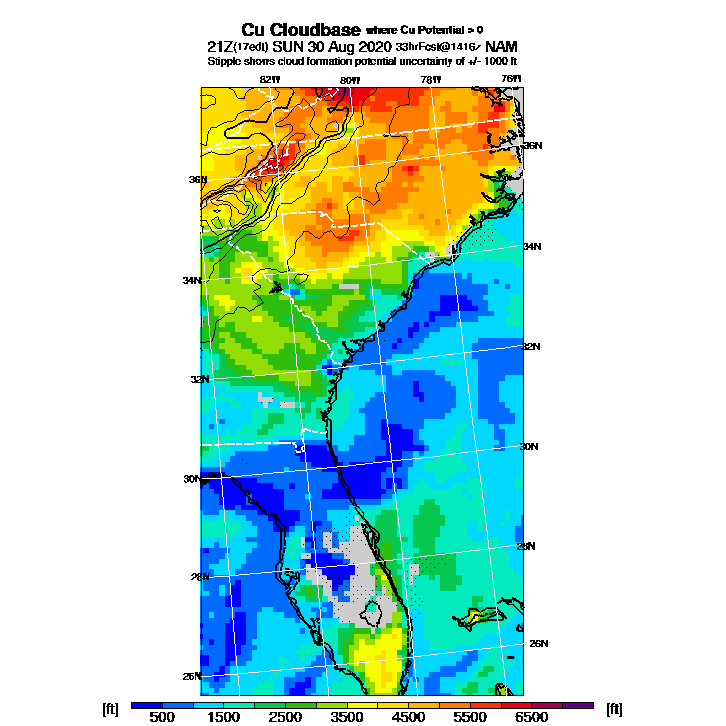 Cu Cloudbase where Cu Potential > 0
21Z(17edt) SUN 30 Aug 2020 33hrFcst@1416z NAM
Stipple shows cloud formation potential uncertainty of +/- 1000 ft
82W 80W 78W 76W
36N 36N
34N 34N
32N 32N
30N 30N
28N 28N
26N 26N
[ft] 500 1500 2500 3500 4500 5500 6500 [ft]